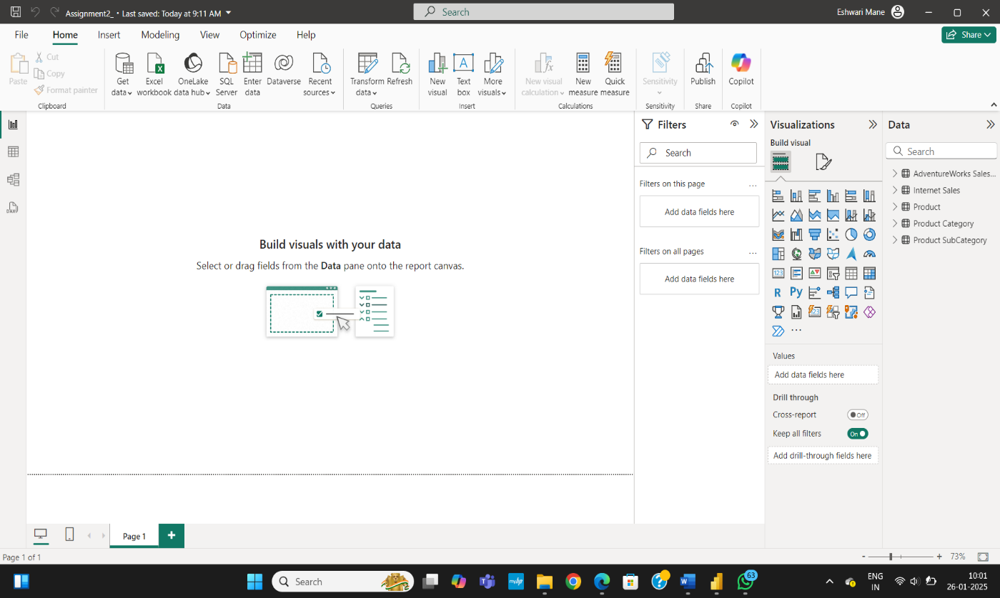 Assignment2_ • Last saved: Today at 9:11 AM
Search
Eshwari Mane
File Home Insert Modeling View Optimize Help
Share
Paste
Cut
Copy
Format painter
Clipboard
Get data
Excel workbook
OneLake data hub
SQL Server
Enter data
Dataverse
Recent sources
Data
Transform data
Refresh
Queries
New visual
Text box
More visuals
Insert
New visual calculation
New measure
Quick measure
Calculations
Sensitivity
Sensitivity
Publish
Share
Copilot
Copilot
DAX
Build visuals with your data
Select or drag fields from the Data pane onto the report canvas.
Filters
Search
Filters on this page
...
Add data fields here
Filters on all pages
...
Add data fields here
Visualizations
Build visual
123
R Py
...
Values
Add data fields here
Drill through
Cross-report Off
Keep all filters On
Add drill-through fields here
Data
Search
AdventureWorks Sales...
Internet Sales
Product
Product Category
Product SubCategory
Page 1
+
Page 1 of 1
- + 73%
Search
myhp
63
ENG
IN
10:01
26-01-2025